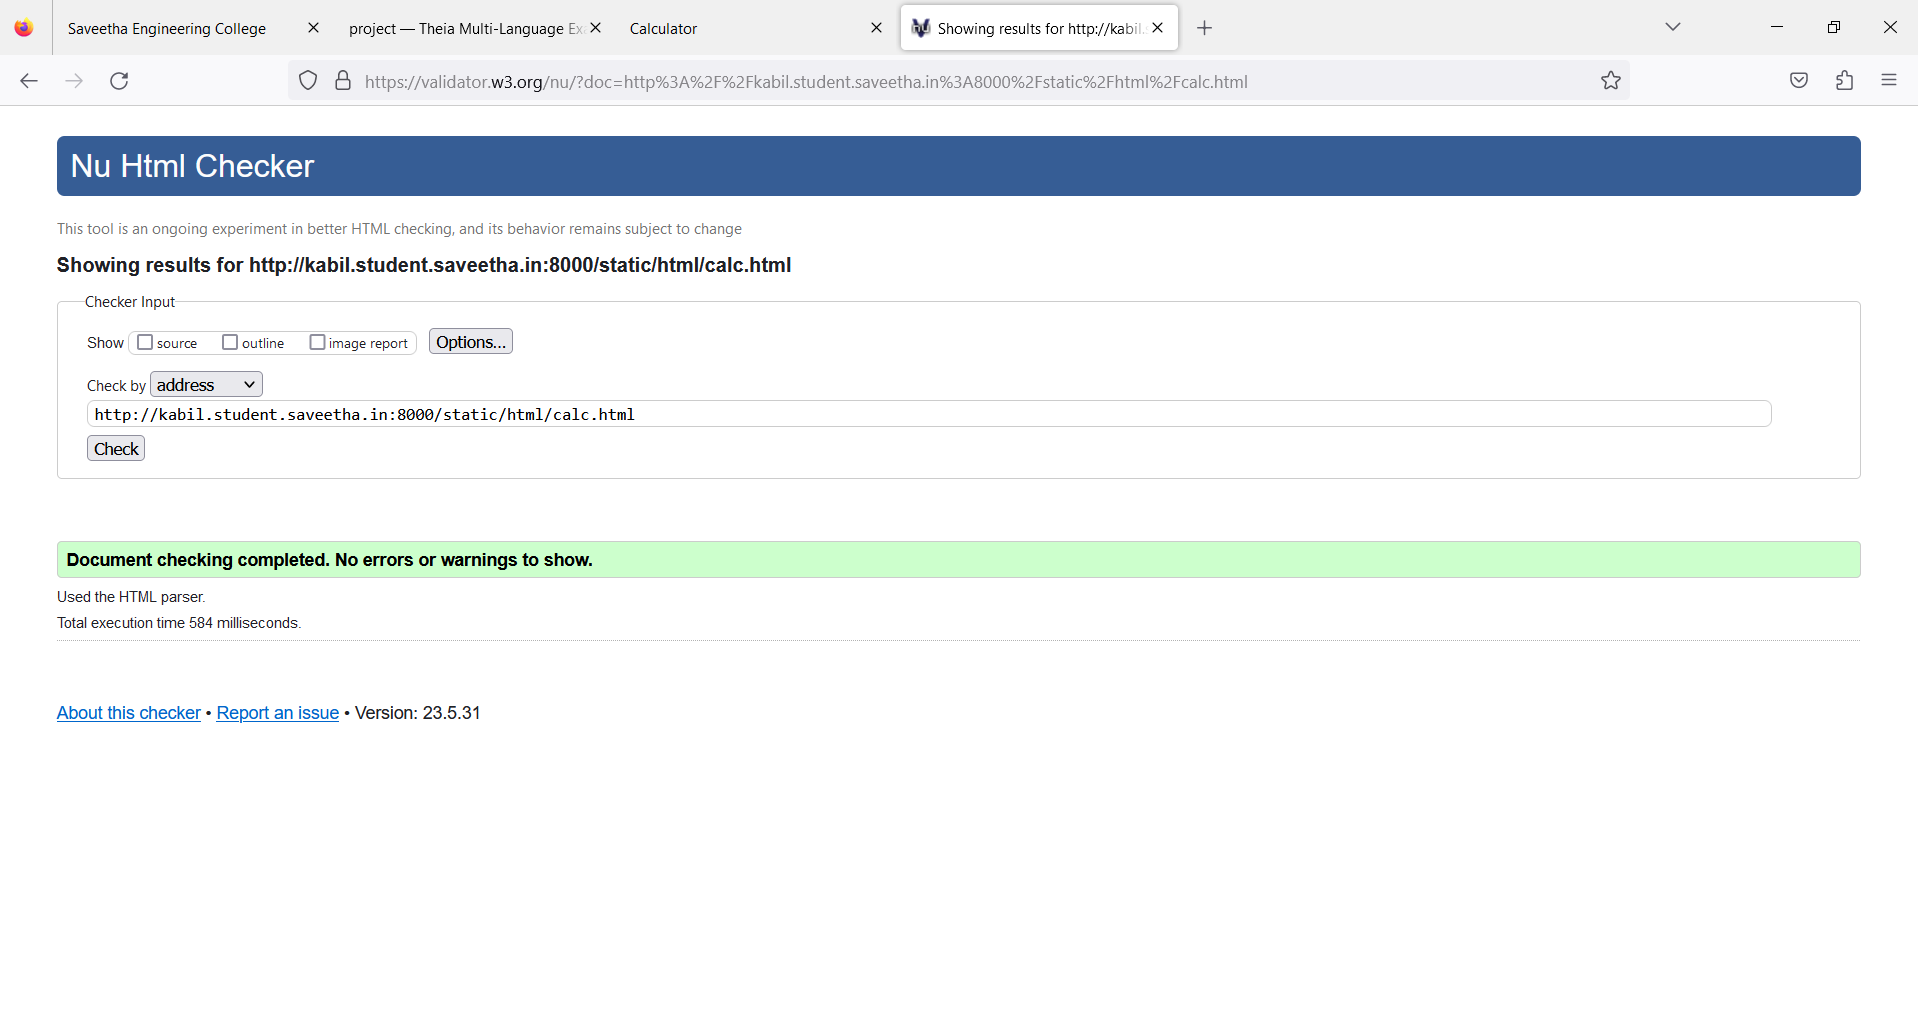 Saveetha Engineering College
project — Theia Multi-Language Ex
Calculator
Showing results for http://kabil.
https://validator.w3.org/nu/?doc=http%3A%2F%2Fkabil.student.saveetha.in%3A8000%2Fstatic%2Fhtml%2Fcalc.html
Nu Html Checker
This tool is an ongoing experiment in better HTML checking, and its behavior remains subject to change
Showing results for http://kabil.student.saveetha.in:8000/static/html/calc.html
Checker Input
Show source outline image report Options...
Check by address
http://kabil.student.saveetha.in:8000/static/html/calc.html
Check
Document checking completed. No errors or warnings to show.
Used the HTML parser.
Total execution time 584 milliseconds.
About this checker • Report an issue • Version: 23.5.31